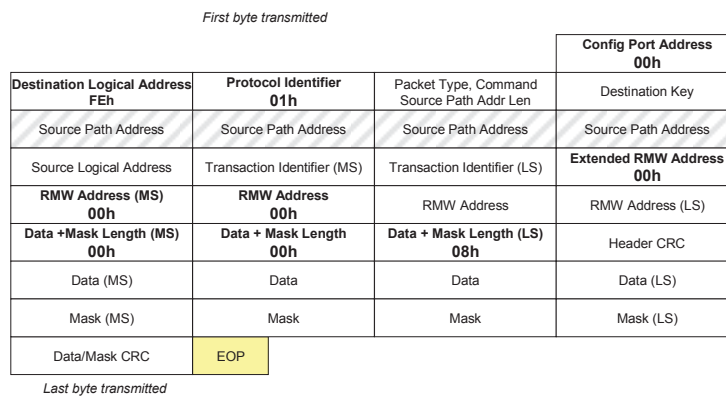 First byte transmitted
Config Port Address
00h
Destination Logical Address
FEh
Protocol Identifier
01h
Packet Type, Command
Source Path Addr Len
Destination Key
Source Path Address
Source Path Address
Source Path Address
Source Path Address
Source Logical Address
Transaction Identifier (MS)
Transaction Identifier (LS)
Extended RMW Address
00h
RMW Address (MS)
00h
RMW Address
00h
RMW Address
RMW Address (LS)
Data +Mask Length (MS)
00h
Data + Mask Length
00h
Data + Mask Length (LS)
08h
Header CRC
Data (MS)
Data
Data
Data (LS)
Mask (MS)
Mask
Mask
Mask (LS)
Data/Mask CRC
EOP
Last byte transmitted